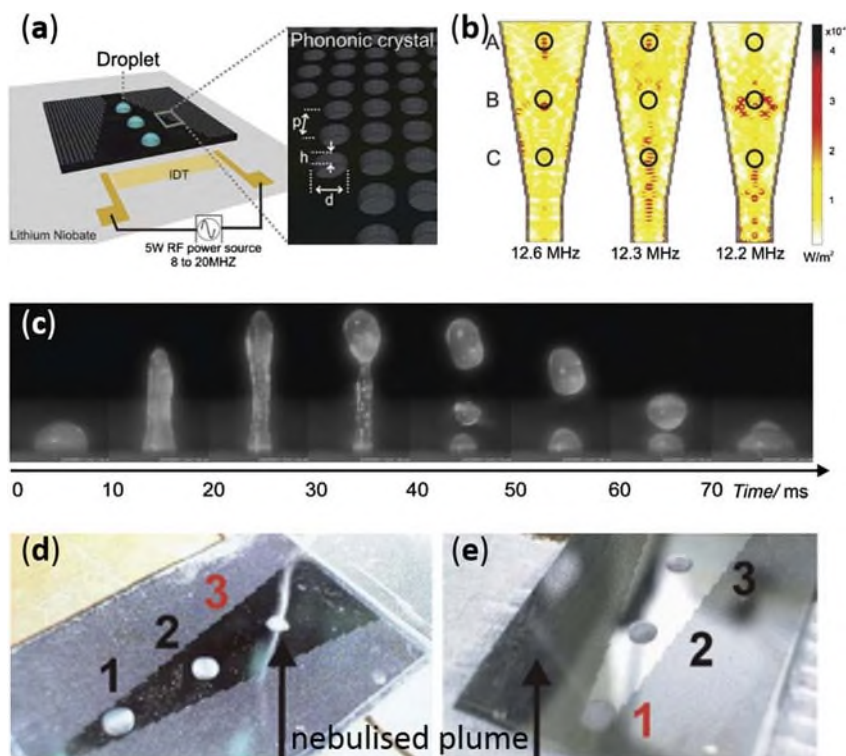 (a)
Droplet
IDT
Lithium Niobate
5W RF power source
8 to 20MHZ
Phononic crystal
p
h
d
(b)
A
B
C
12.6 MHz
12.3 MHz
12.2 MHz
x10⁴
4
3
2
1
W/m²
(c)
0 10 20 30 40 50 60 70 Time/ ms
(d)
1 2 3
(e)
3
2
1
nebulised plume